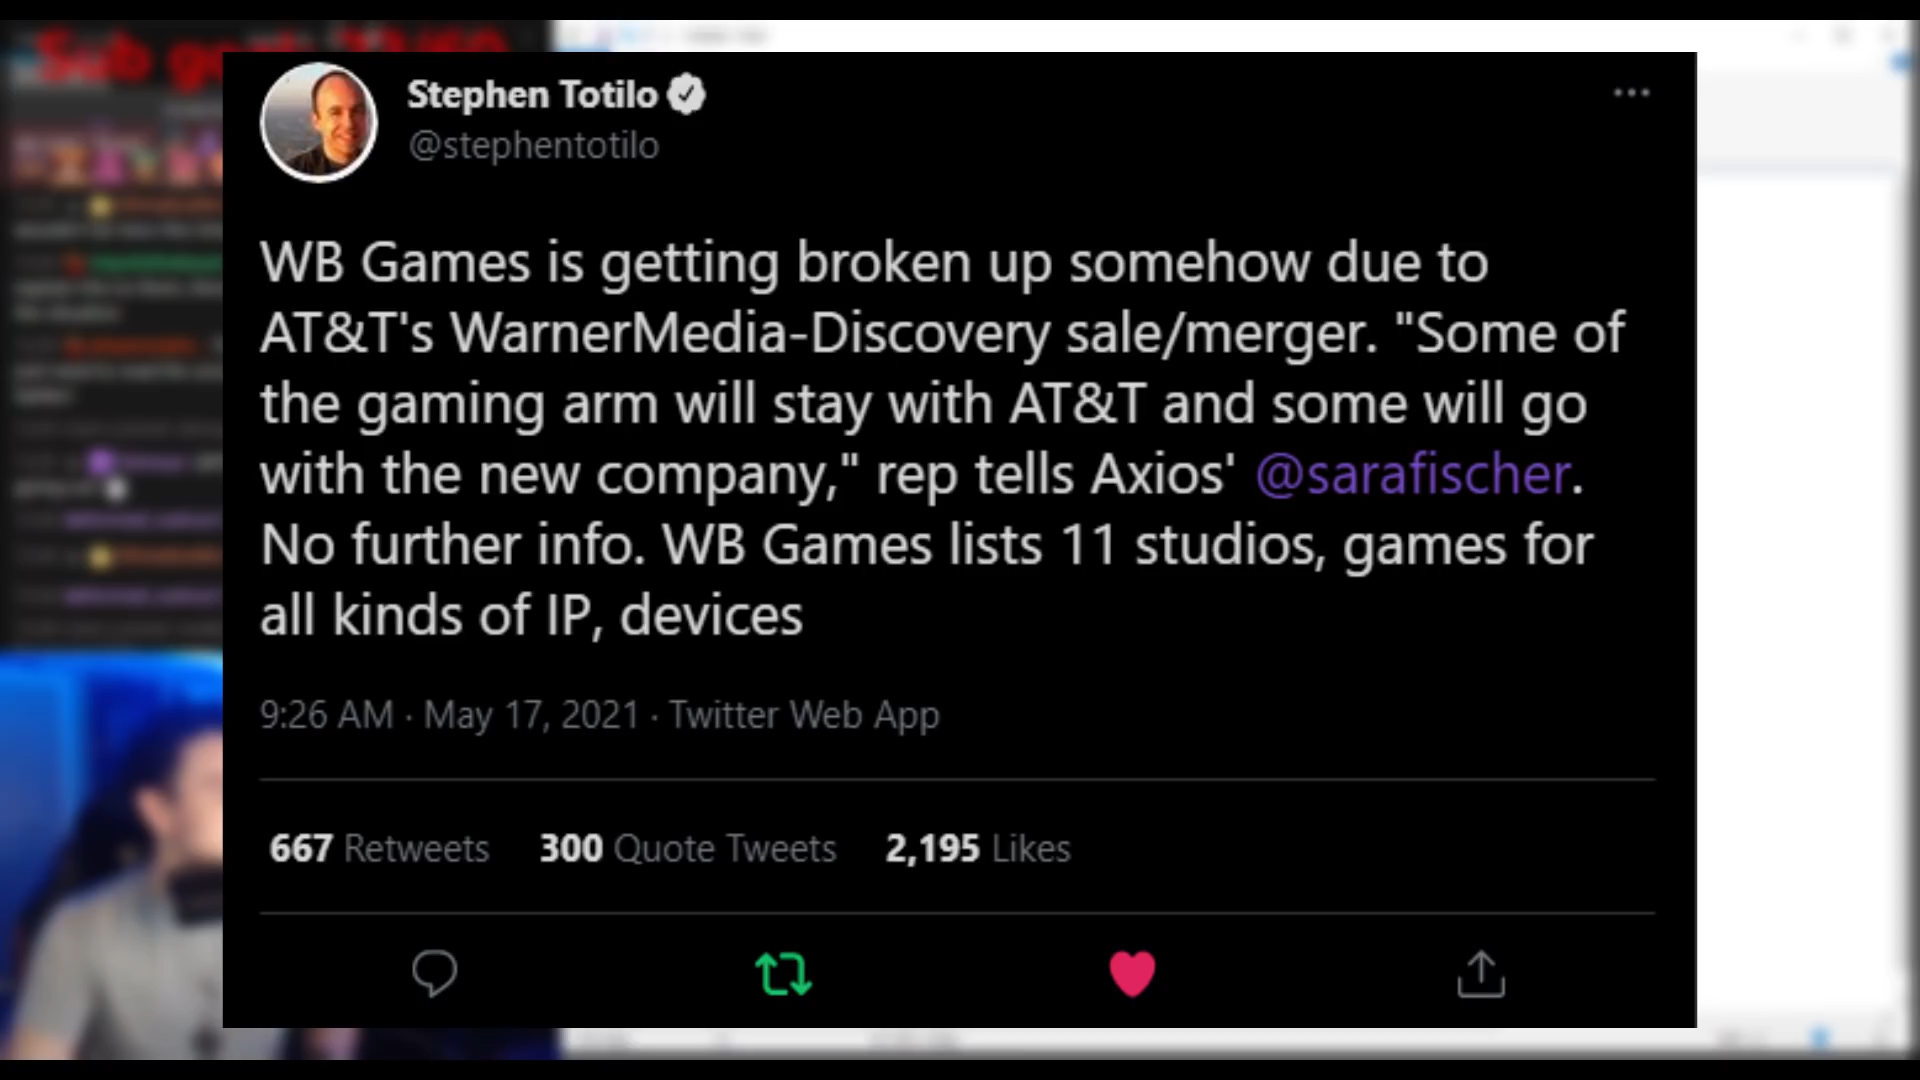 Sub
Stephen Totilo
@stephentotilo
WB Games is getting broken up somehow due to
AT&T's WarnerMedia-Discovery sale/merger. "Some of
the gaming arm will stay with AT&T and some will go
with the new company," rep tells Axios' @sarafischer.
No further info. WB Games lists 11 studios, games for
all kinds of IP, devices
9:26 AM · May 17, 2021 · Twitter Web App
667 Retweets 300 Quote Tweets 2,195 Likes